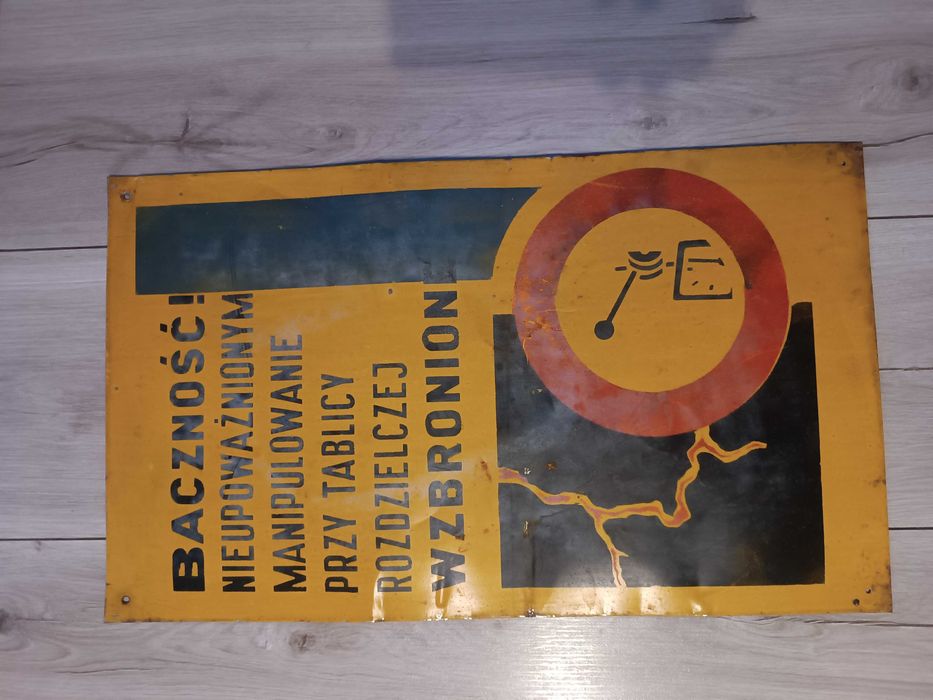 BACZNOŚĆ!
NIEUPOWAŻNIONYM
MANIPULOWANIE
PRZY TABLICY
ROZDZIELCZEJ
WZBRONIONE